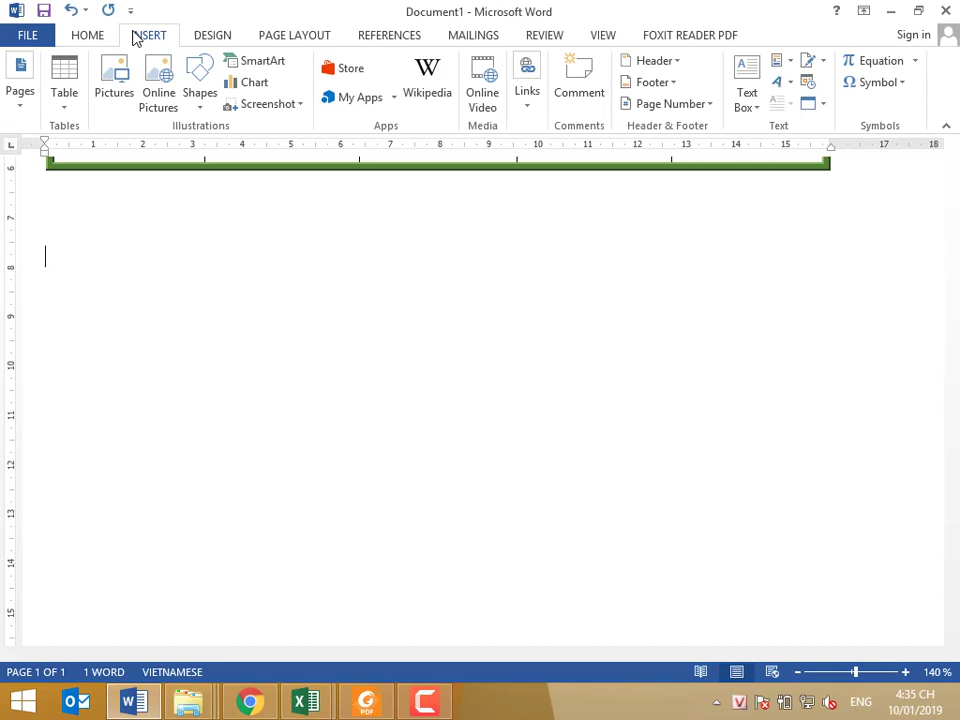 Document1 - Microsoft Word
?
FILE
HOME
INSERT
DESIGN
PAGE LAYOUT
REFERENCES
MAILINGS
REVIEW
VIEW
FOXIT READER PDF
Sign in
Pages
Table
Pictures
Online Pictures
Shapes
SmartArt
Chart
Screenshot
Store
My Apps
Wikipedia
Online Video
Links
Comment
Header
Footer
Page Number
Text Box
Equation
Symbol
Tables
Illustrations
Apps
Media
Comments
Header & Footer
Text
Symbols
1 2 3 4 5 6 7 8 9 10 11 12 13 14 15 17 18
6
7
8
9
10
11
12
13
14
15
PAGE 1 OF 1
1 WORD
VIETNAMESE
140 %
ENG
4:35 CH
10/01/2019